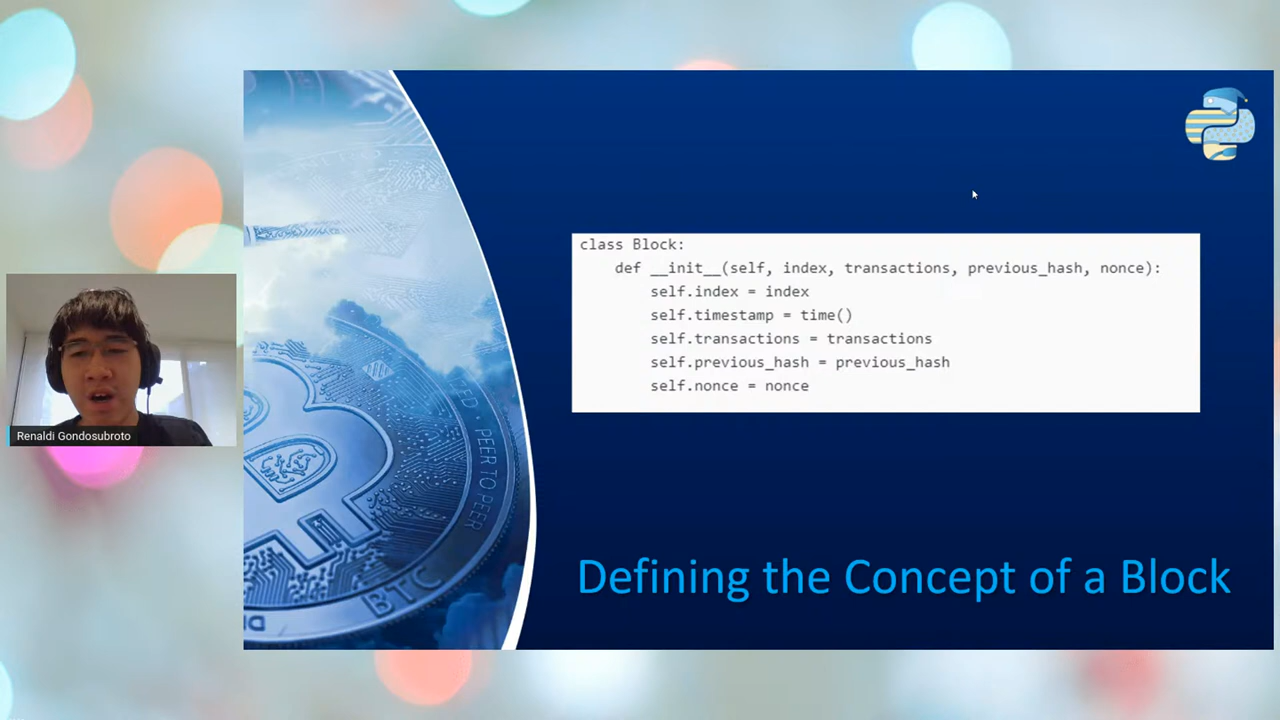 class Block:
def __init__(self, index, transactions, previous_hash, nonce):
self.index = index
self.timestamp = time()
self.transactions = transactions
self.previous_hash = previous_hash
self.nonce = nonce
Defining the Concept of a Block
Renaldi Gondosubroto
PEER TO PEER
BTC